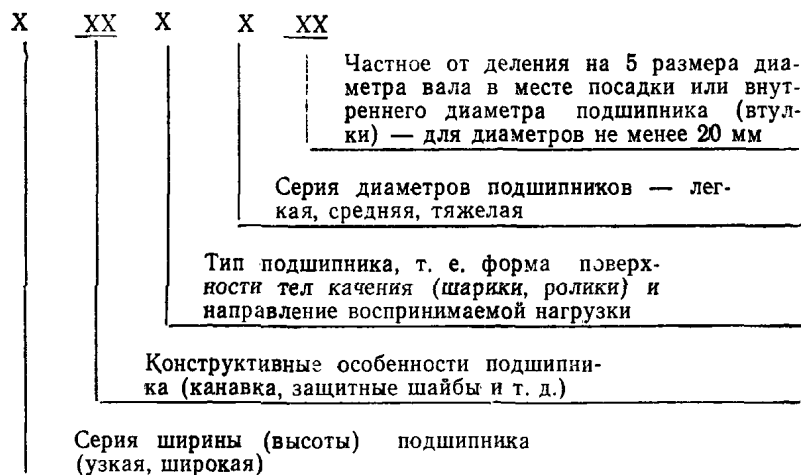 X XX X X XX
Частное от деления на 5 размера диа-
метра вала в месте посадки или внут-
реннего диаметра подшипника (втул-
ки) — для диаметров не менее 20 мм
Серия диаметров подшипников — лег-
кая, средняя, тяжелая
Тип подшипника, т. е. форма поверх-
ности тел качения (шарики, ролики) и
направление воспринимаемой нагрузки
Конструктивные особенности подшипни-
ка (канавка, защитные шайбы и т. д.)
Серия ширины (высоты) подшипника
(узкая, широкая)